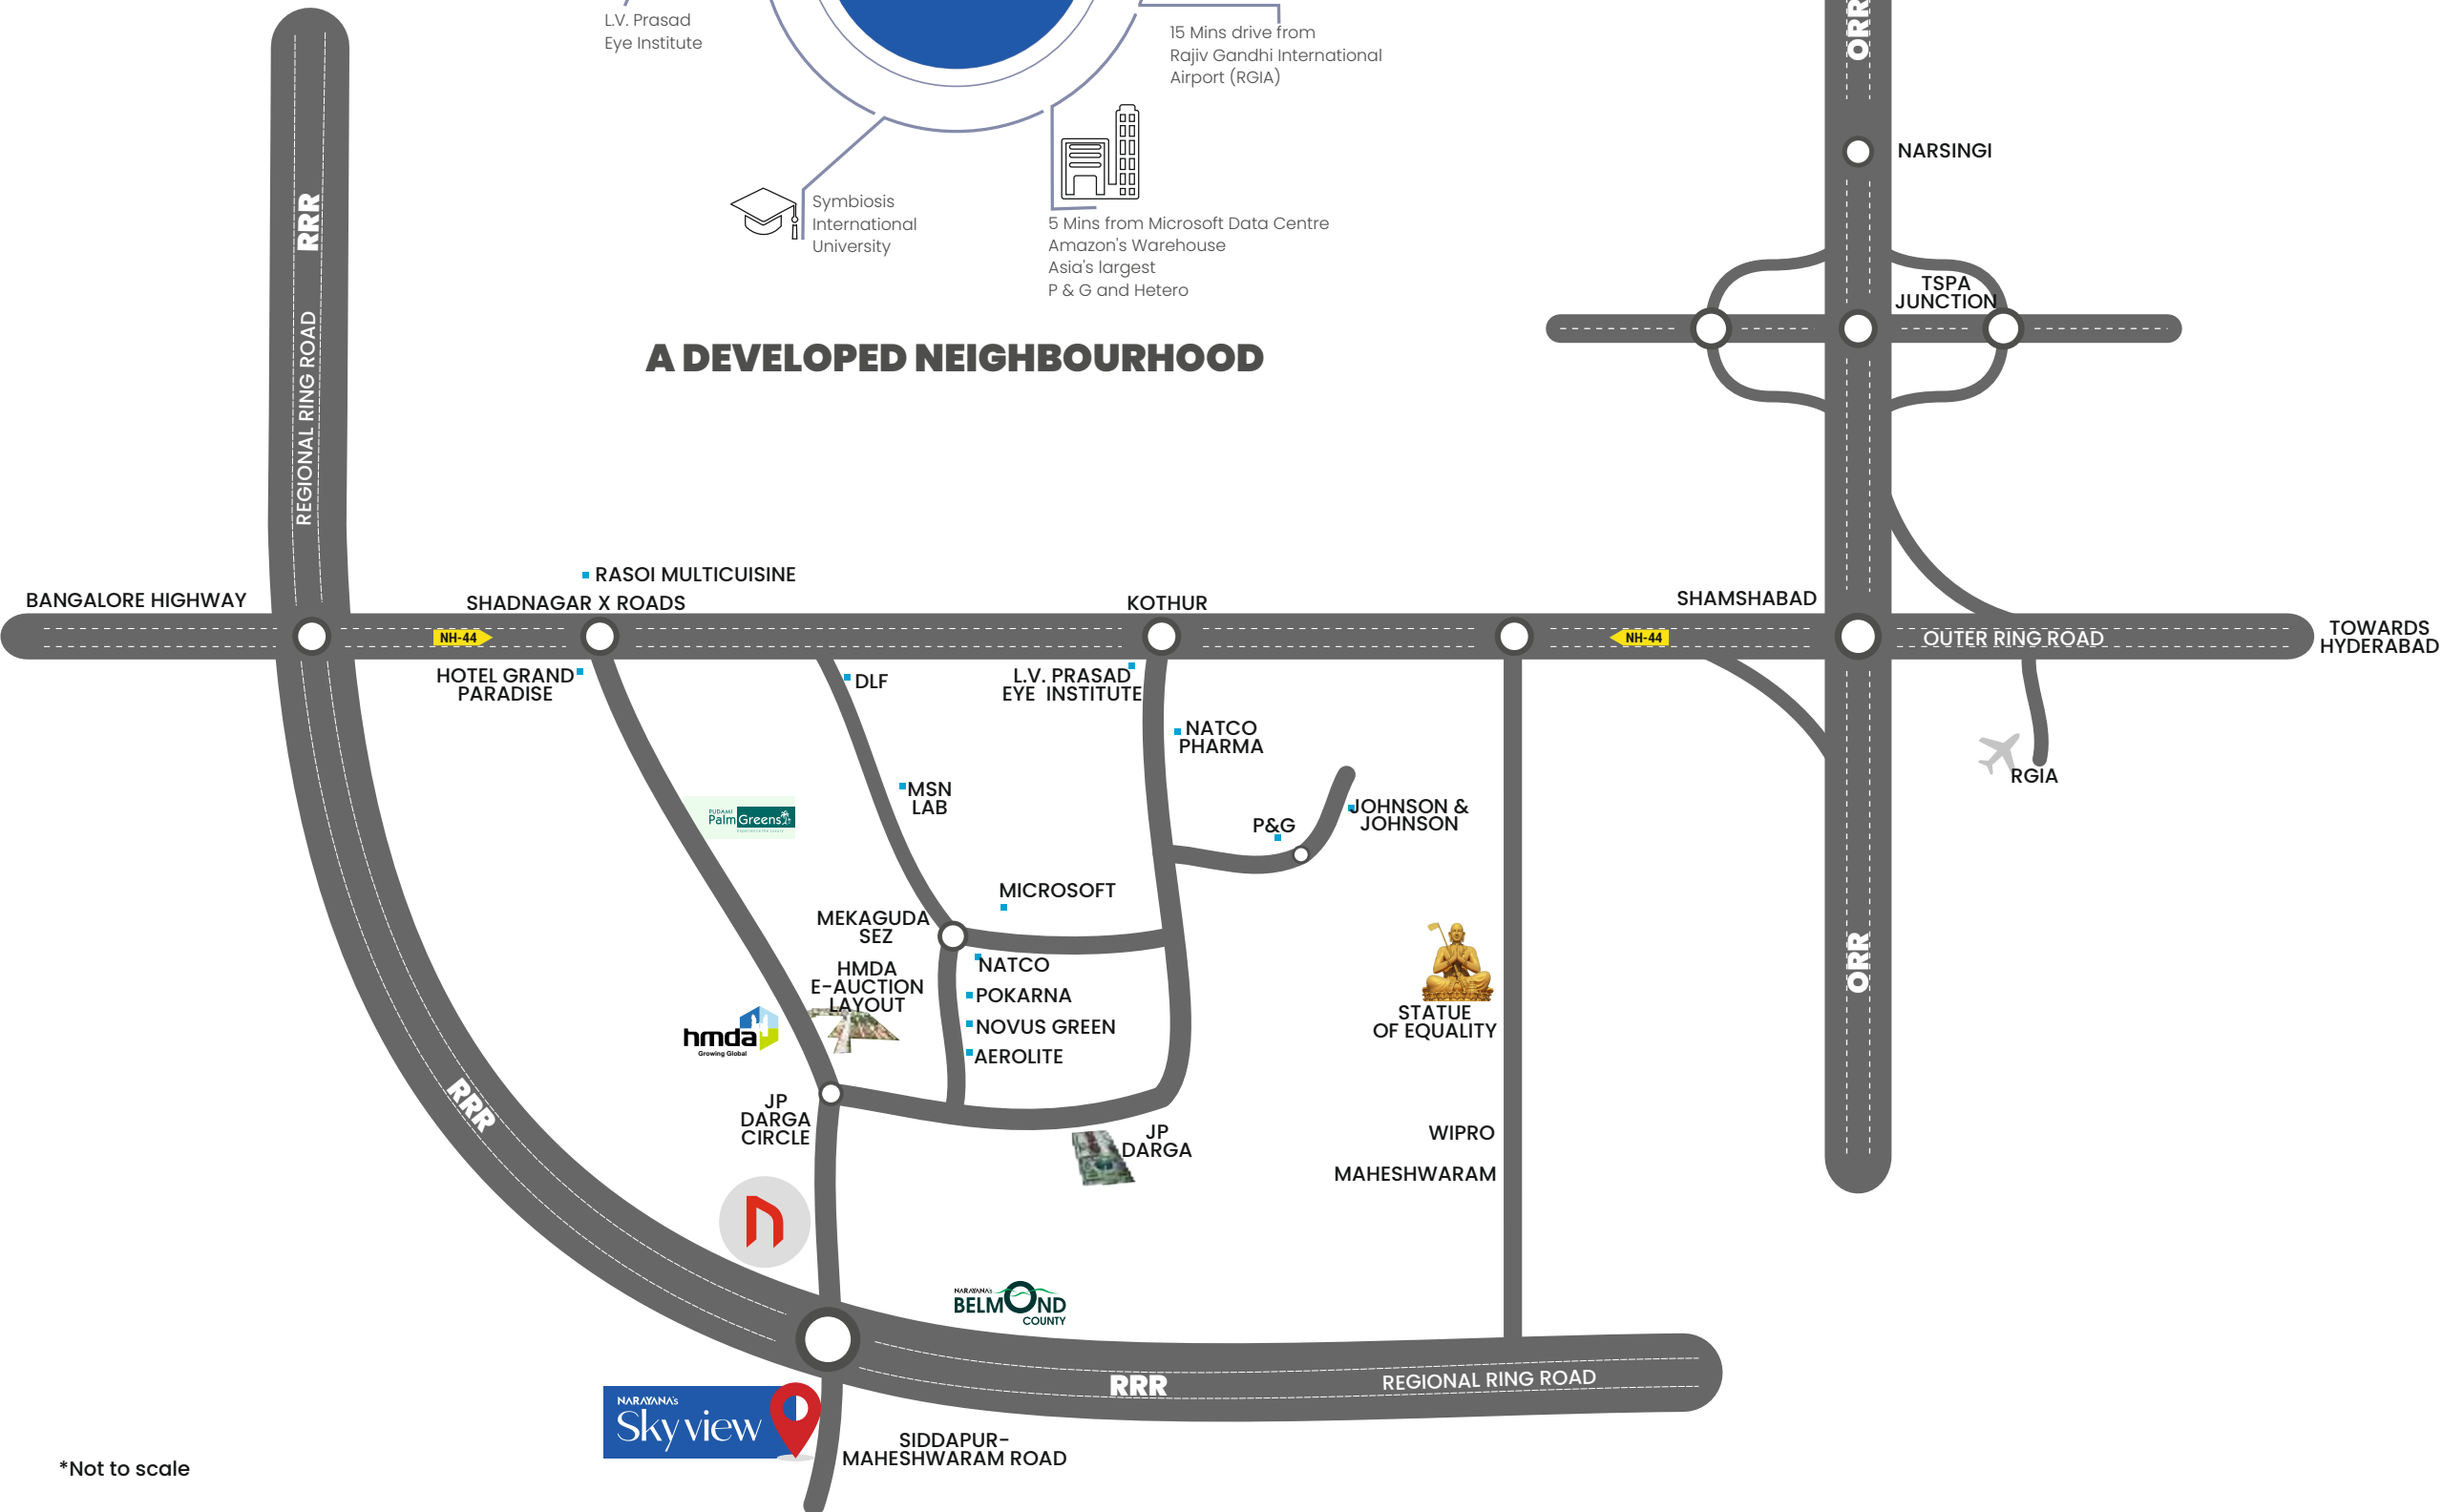 L.V. Prasad
Eye Institute
15 Mins drive from
Rajiv Gandhi International
Airport (RGIA)
Symbiosis
International
University
5 Mins from Microsoft Data Centre
Amazon's Warehouse
Asia's largest
P & G and Hetero
A DEVELOPED NEIGHBOURHOOD
ORR
NARSINGI
TSPA
JUNCTION
RRR
REGIONAL RING ROAD
RASOI MULTICUISINE
BANGALORE HIGHWAY
SHADNAGAR X ROADS
KOTHUR
SHAMSHABAD
NH-44
NH-44
OUTER RING ROAD
TOWARDS
HYDERABAD
HOTEL GRAND
PARADISE
DLF
L.V. PRASAD
EYE INSTITUTE
NATCO
PHARMA
RGIA
MSN
LAB
PUDAMI
Palm Greens
P&G
JOHNSON &
JOHNSON
MICROSOFT
MEKAGUDA
SEZ
HMDA
E-AUCTION
LAYOUT
NATCO
POKARNA
NOVUS GREEN
AEROLITE
hmda
Growing Global
STATUE
OF EQUALITY
ORR
RRR
JP
DARGA
CIRCLE
JP
DARGA
WIPRO
MAHESHWARAM
NARAYANA's
BELMOND
COUNTY
RRR
REGIONAL RING ROAD
NARAYANA's
Sky view
SIDDAPUR-
MAHESHWARAM ROAD
*Not to scale